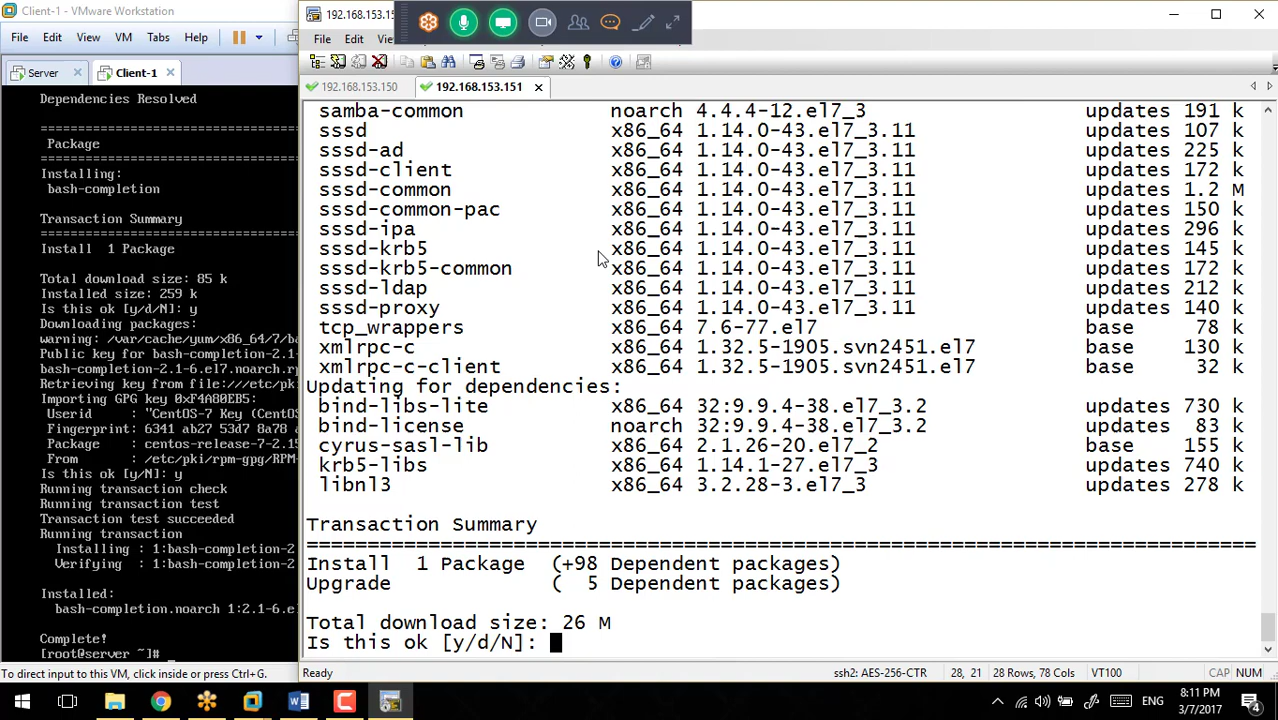 Client-1 - VMware Workstation
File Edit View VM Tabs Help
Server Client-1
Dependencies Resolved
Package
Installing:
bash-completion
Transaction Summary
Install 1 Package
Total download size: 85 k
Installed size: 259 k
Is this ok [y/d/N]: y
Downloading packages:
warning: /var/cache/yum/x86_64/7/ba
Public key for bash-completion-2.1-
bash-completion-2.1-6.el7.noarch.rp
Retrieving key from file:///etc/pki
Importing GPG key 0xF4A80EB5:
Userid : "CentOS-7 Key (CentOS
Fingerprint: 6341 ab27 53d7 8a78 a
Package : centos-release-7-2.15
From : /etc/pki/rpm-gpg/RPM-
Is this ok [y/N]: y
Running transaction check
Running transaction test
Transaction test succeeded
Running transaction
Installing : 1:bash-completion-2
Verifying : 1:bash-completion-2
Installed:
bash-completion.noarch 1:2.1-6.el
Complete!
[root@server ~]#
To direct input to this VM, click inside or press Ctrl+G.
192.168.153.15
File Edit
192.168.153.150 192.168.153.151
samba-common noarch 4.4.4-12.el7_3 updates 191 k
sssd x86_64 1.14.0-43.el7_3.11 updates 107 k
sssd-ad x86_64 1.14.0-43.el7_3.11 updates 225 k
sssd-client x86_64 1.14.0-43.el7_3.11 updates 172 k
sssd-common x86_64 1.14.0-43.el7_3.11 updates 1.2 M
sssd-common-pac x86_64 1.14.0-43.el7_3.11 updates 150 k
sssd-ipa x86_64 1.14.0-43.el7_3.11 updates 296 k
sssd-krb5 x86_64 1.14.0-43.el7_3.11 updates 145 k
sssd-krb5-common x86_64 1.14.0-43.el7_3.11 updates 172 k
sssd-ldap x86_64 1.14.0-43.el7_3.11 updates 212 k
sssd-proxy x86_64 1.14.0-43.el7_3.11 updates 140 k
tcp_wrappers x86_64 7.6-77.el7 base 78 k
xmlrpc-c x86_64 1.32.5-1905.svn2451.el7 base 130 k
xmlrpc-c-client x86_64 1.32.5-1905.svn2451.el7 base 32 k
Updating for dependencies:
bind-libs-lite x86_64 32:9.9.4-38.el7_3.2 updates 730 k
bind-license noarch 32:9.9.4-38.el7_3.2 updates 83 k
cyrus-sasl-lib x86_64 2.1.26-20.el7_2 base 155 k
krb5-libs x86_64 1.14.1-27.el7_3 updates 740 k
libnl3 x86_64 3.2.28-3.el7_3 updates 278 k
Transaction Summary
Install 1 Package (+98 Dependent packages)
Upgrade ( 5 Dependent packages)
Total download size: 26 M
Is this ok [y/d/N]:
Ready ssh2: AES-256-CTR 28, 21 28 Rows, 78 Cols VT100 CAP NUM
ENG 8:11 PM
3/7/2017
4